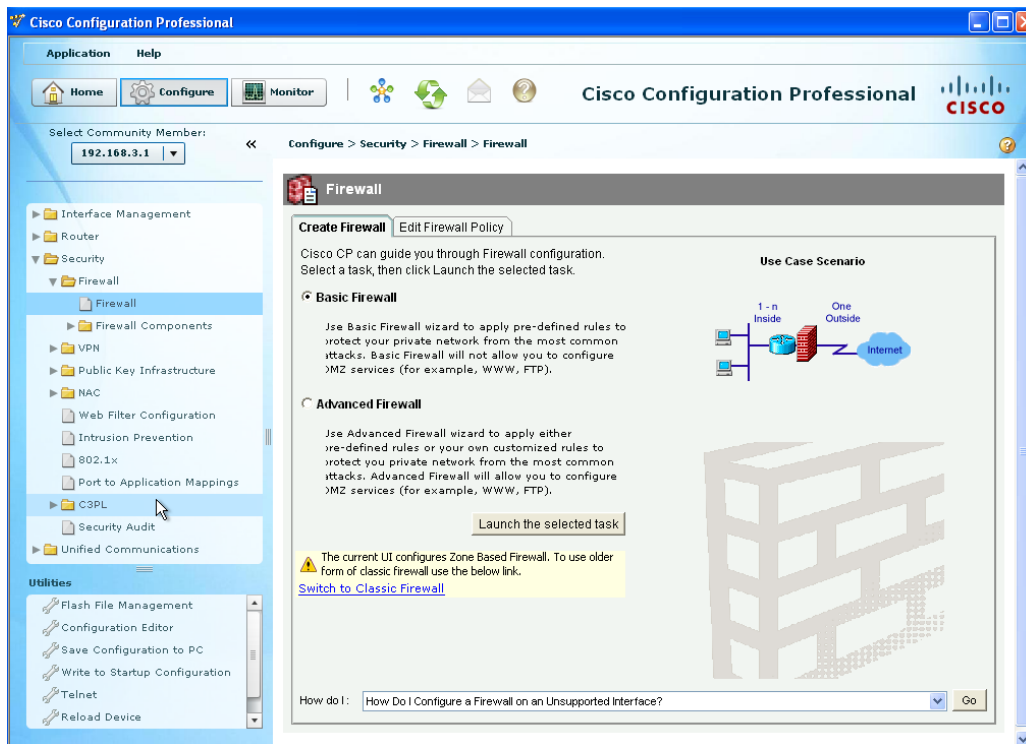 Cisco Configuration Professional
Application Help
Home Configure Monitor
Cisco Configuration Professional
CISCO
Select Community Member:
192.168.3.1
Configure > Security > Firewall > Firewall
Interface Management
Router
Security
Firewall
Firewall
Firewall Components
VPN
Public Key Infrastructure
NAC
Web Filter Configuration
Intrusion Prevention
802.1x
Port to Application Mappings
C3PL
Security Audit
Unified Communications
Utilities
Flash File Management
Configuration Editor
Save Configuration to PC
Write to Startup Configuration
Telnet
Reload Device
Firewall
Create Firewall Edit Firewall Policy
Cisco CP can guide you through Firewall configuration.
Select a task, then click Launch the selected task.
Basic Firewall
Use Basic Firewall wizard to apply pre-defined rules to
protect your private network from the most common
attacks. Basic Firewall will not allow you to configure
DMZ services (for example, WWW, FTP).
Advanced Firewall
Use Advanced Firewall wizard to apply either
pre-defined rules or your own customized rules to
protect you private network from the most common
attacks. Advanced Firewall will allow you to configure
DMZ services (for example, WWW, FTP).
Launch the selected task
The current UI configures Zone Based Firewall. To use older
form of classic firewall use the below link.
Switch to Classic Firewall
Use Case Scenario
1 - n
Inside
One
Outside
Internet
How do I: How Do I Configure a Firewall on an Unsupported Interface? Go